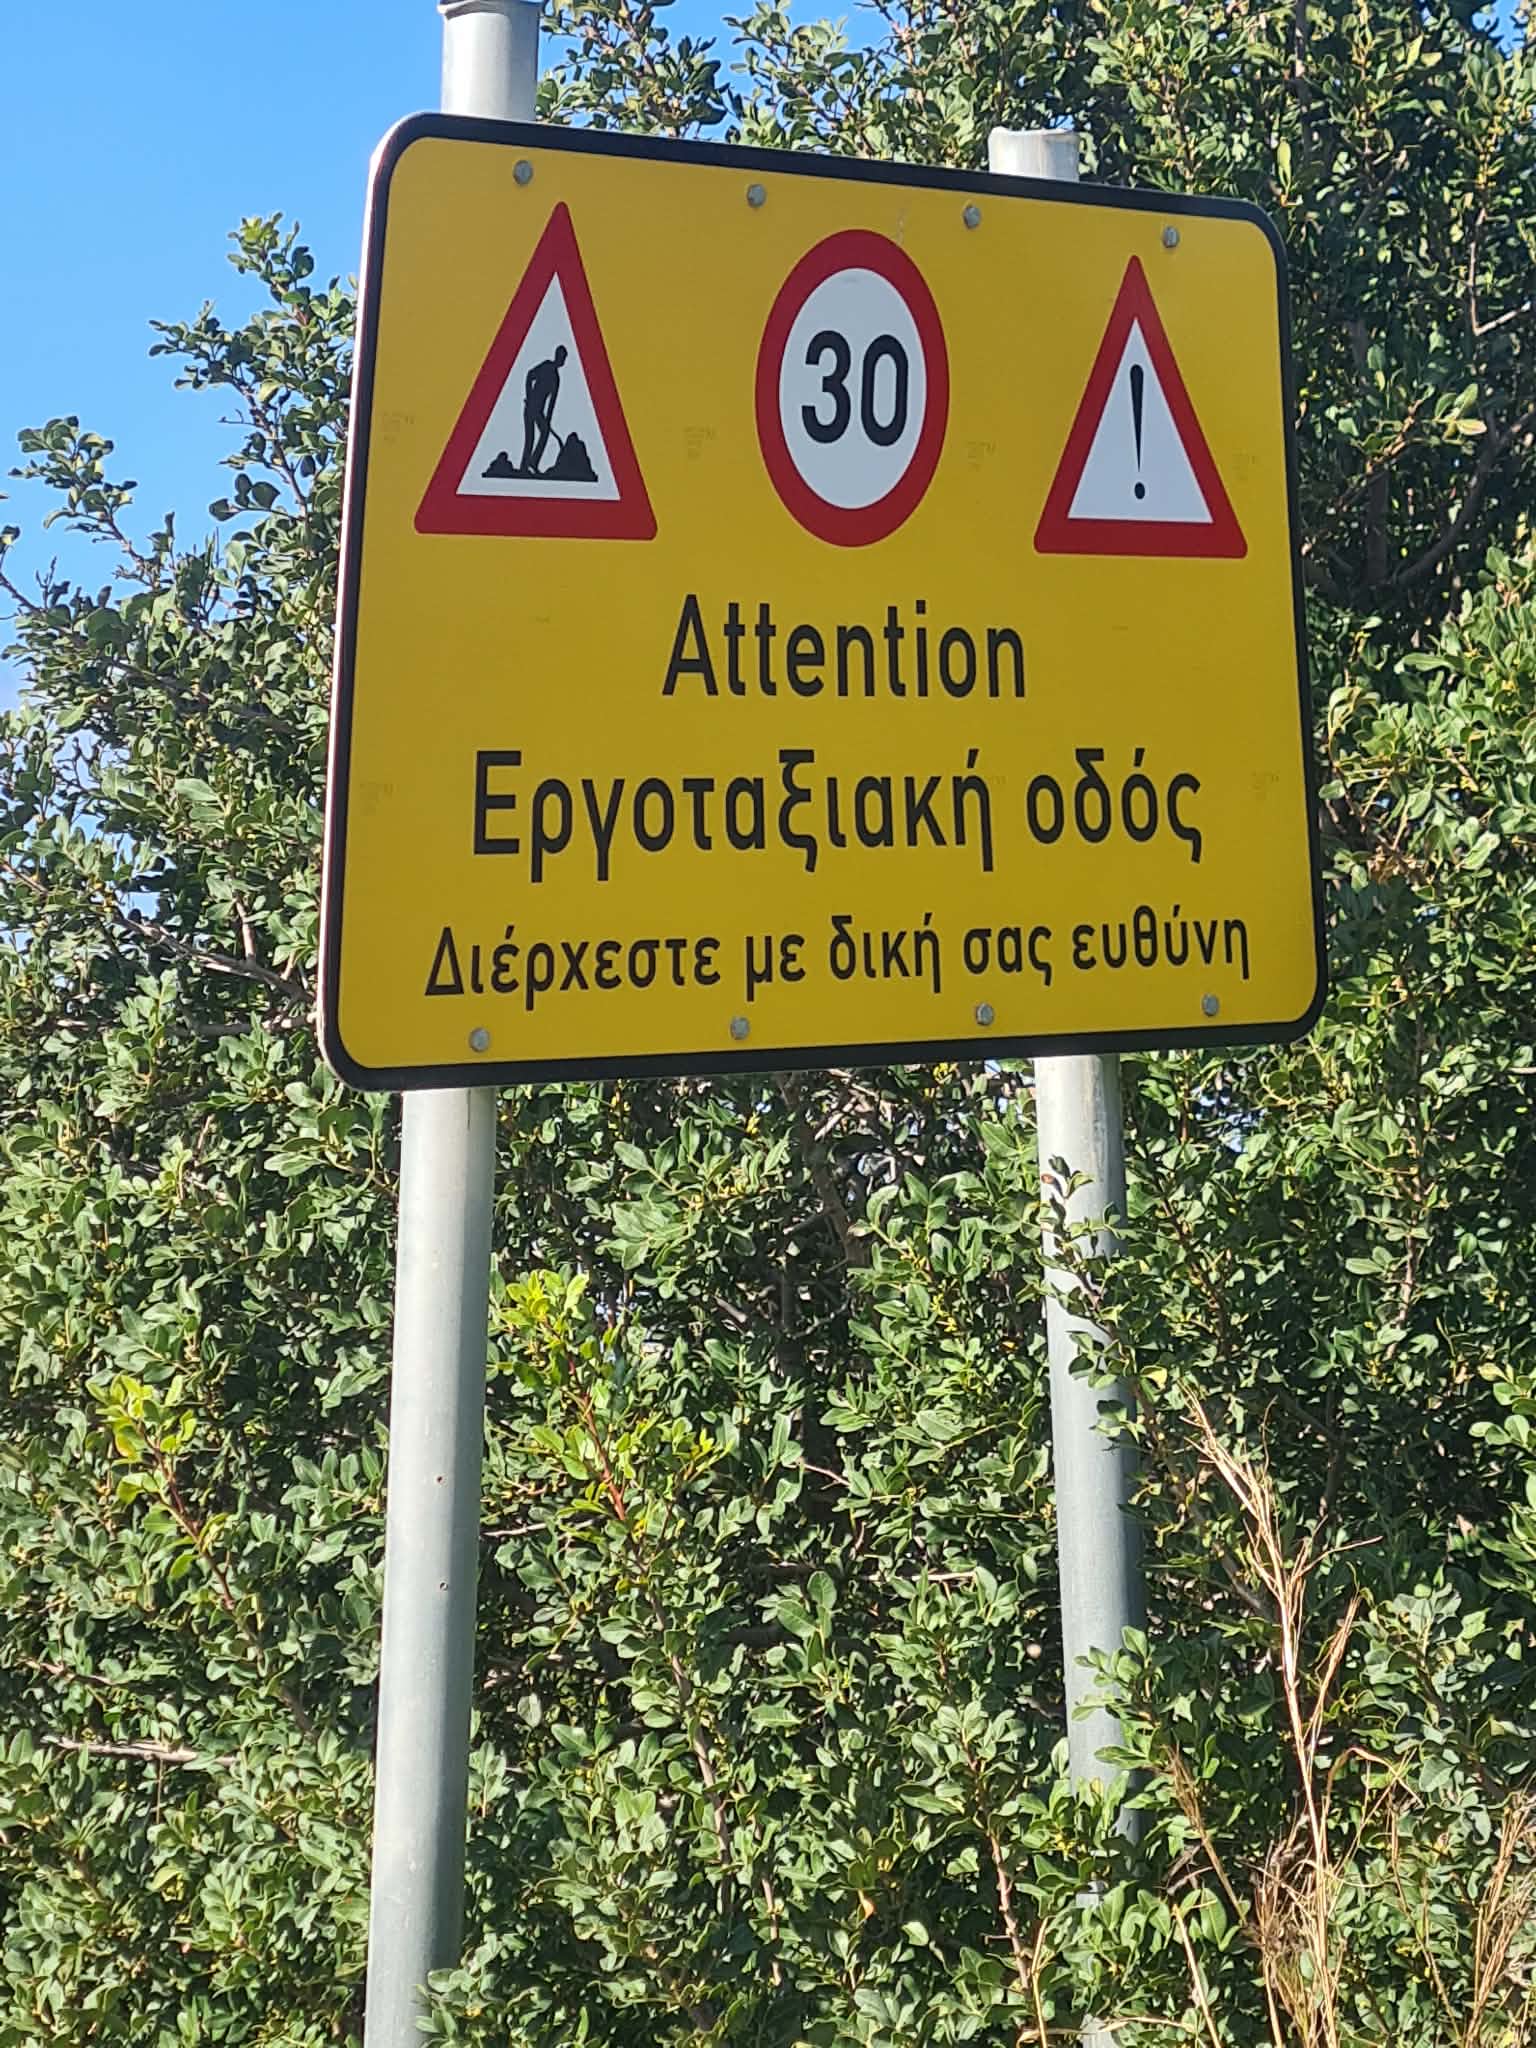 30
!
Attention
Εργοταξιακή οδός
Διέρχεστε με δική σας ευθύνη